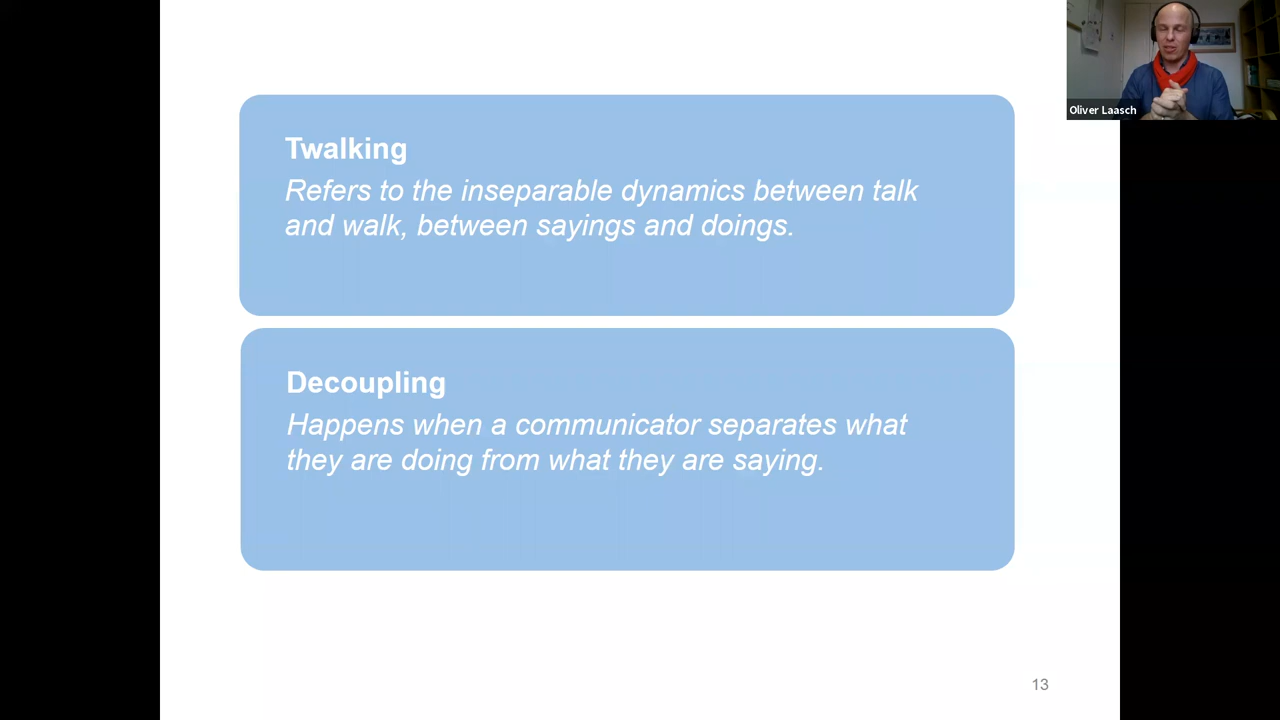 Oliver Laasch
Twalking
Refers to the inseparable dynamics between talk
and walk, between sayings and doings.
Decoupling
Happens when a communicator separates what
they are doing from what they are saying.
13